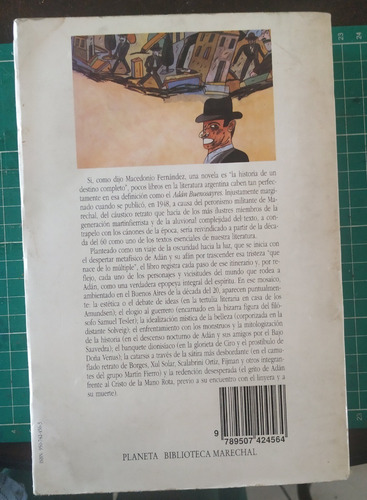 Si, como dijo Macedonio Fernández, una novela es "la historia de un
destino completo", pocos libros en la literatura argentina caben tan perfec-
tamente en esa definición como el Adán Buenosayres. Injustamente margi-
nado cuando se publicó, en 1948, a causa del peronismo militante de Ma-
rechal, del cáustico retrato que hacía de los más ilustres miembros de la
generación martinfierrista y de la aluvional complejidad del texto, a con-
trapelo con los cánones de la época, sería reivindicado a partir de la déca-
da del 60 como uno de los textos esenciales de nuestra literatura.
Planteado como un viaje de la oscuridad hacia la luz, que se inicia con
el despertar metafísico de Adán y su afán por trascender esa tristeza "que
nace de lo múltiple", el libro registra cada paso de ese itinerario y, por re-
flejo, cada uno de los personajes y vicisitudes del mundo que rodea a
Adán, como una verdadera epopeya integral del espíritu. En ese mosaico,
ambientado en el Buenos Aires de la década del 20, aparecen puntualmen-
te: la estética o el debate de ideas (en la tertulia literaria en casa de los
Amundsen); el elogio al guerrero (encarnado en la bizarra figura del filó-
sofo Samuel Tesler); la idealización mística de la belleza (corporizada en la
distante Solveig); el enfrentamiento con los monstruos y la mitologización
de la historia (en el descenso nocturno de Adán y sus amigos por el Bajo
Saavedra); el banquete dionisíaco (en la glorieta de Ciro y el prostíbulo de
Doña Venus); la catarsis a través de la sátira más desbordante (en el camu-
flado retrato de Borges, Xul Solar, Scalabrini Ortiz, Fijman y otros integran-
tes del grupo Martín Fierro) y la redención desesperada (el grito de Adán
frente al Cristo de la Mano Rota, previo a su encuentro con el linyera y a
su muerte).
9 789507 424564
PLANETA BIBLIOTECA MARECHAL